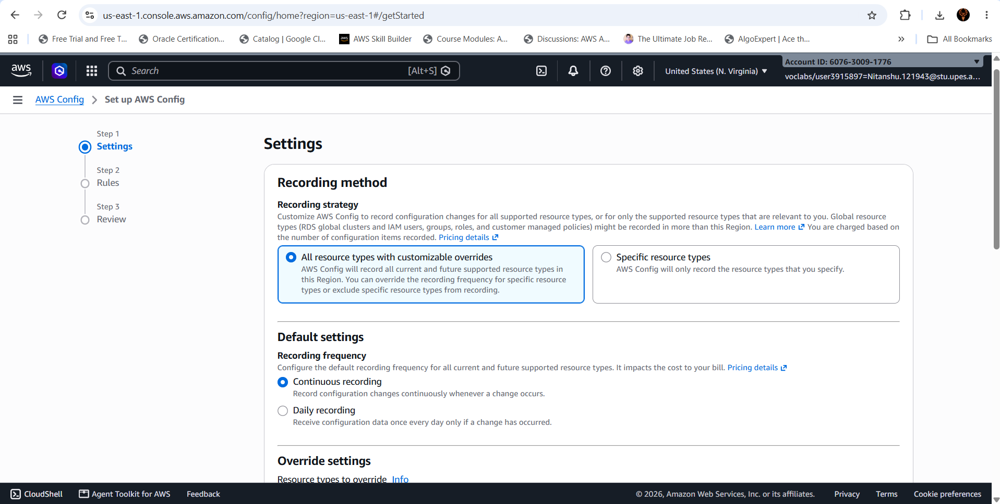 us-east-1.console.aws.amazon.com/config/home?region=us-east-1#/getStarted
Free Trial and Free T...
Oracle Certification...
Catalog | Google Cl...
aws
AWS Skill Builder
Course Modules: A...
Discussions: AWS A...
The Ultimate Job Re...
AlgoExpert | Ace th...
All Bookmarks
aws
Search
[Alt+S]
United States (N. Virginia)
Account ID: 6076-3009-1776
voclabs/user3915897=Nitanshu.121943@stu.upes.a...
AWS Config
Set up AWS Config
Step 1
Settings
Step 2
Rules
Step 3
Review
Settings
Recording method
Recording strategy
Customize AWS Config to record configuration changes for all supported resource types, or for only the supported resource types that are relevant to you. Global resource
types (RDS global clusters and IAM users, groups, roles, and customer managed policies) might be recorded in more than this Region. Learn more You are charged based on
the number of configuration items recorded. Pricing details
All resource types with customizable overrides
AWS Config will record all current and future supported resource types in
this Region. You can override the recording frequency for specific resource
types or exclude specific resource types from recording.
Specific resource types
AWS Config will only record the resource types that you specify.
Default settings
Recording frequency
Configure the default recording frequency for all current and future supported resource types. It impacts the cost to your bill. Pricing details
Continuous recording
Record configuration changes continuously whenever a change occurs.
Daily recording
Receive configuration data once every day only if a change has occurred.
Override settings
Resource types to override Info
CloudShell
Agent Toolkit for AWS
Feedback
© 2026, Amazon Web Services, Inc. or its affiliates.
Privacy
Terms
Cookie preferences